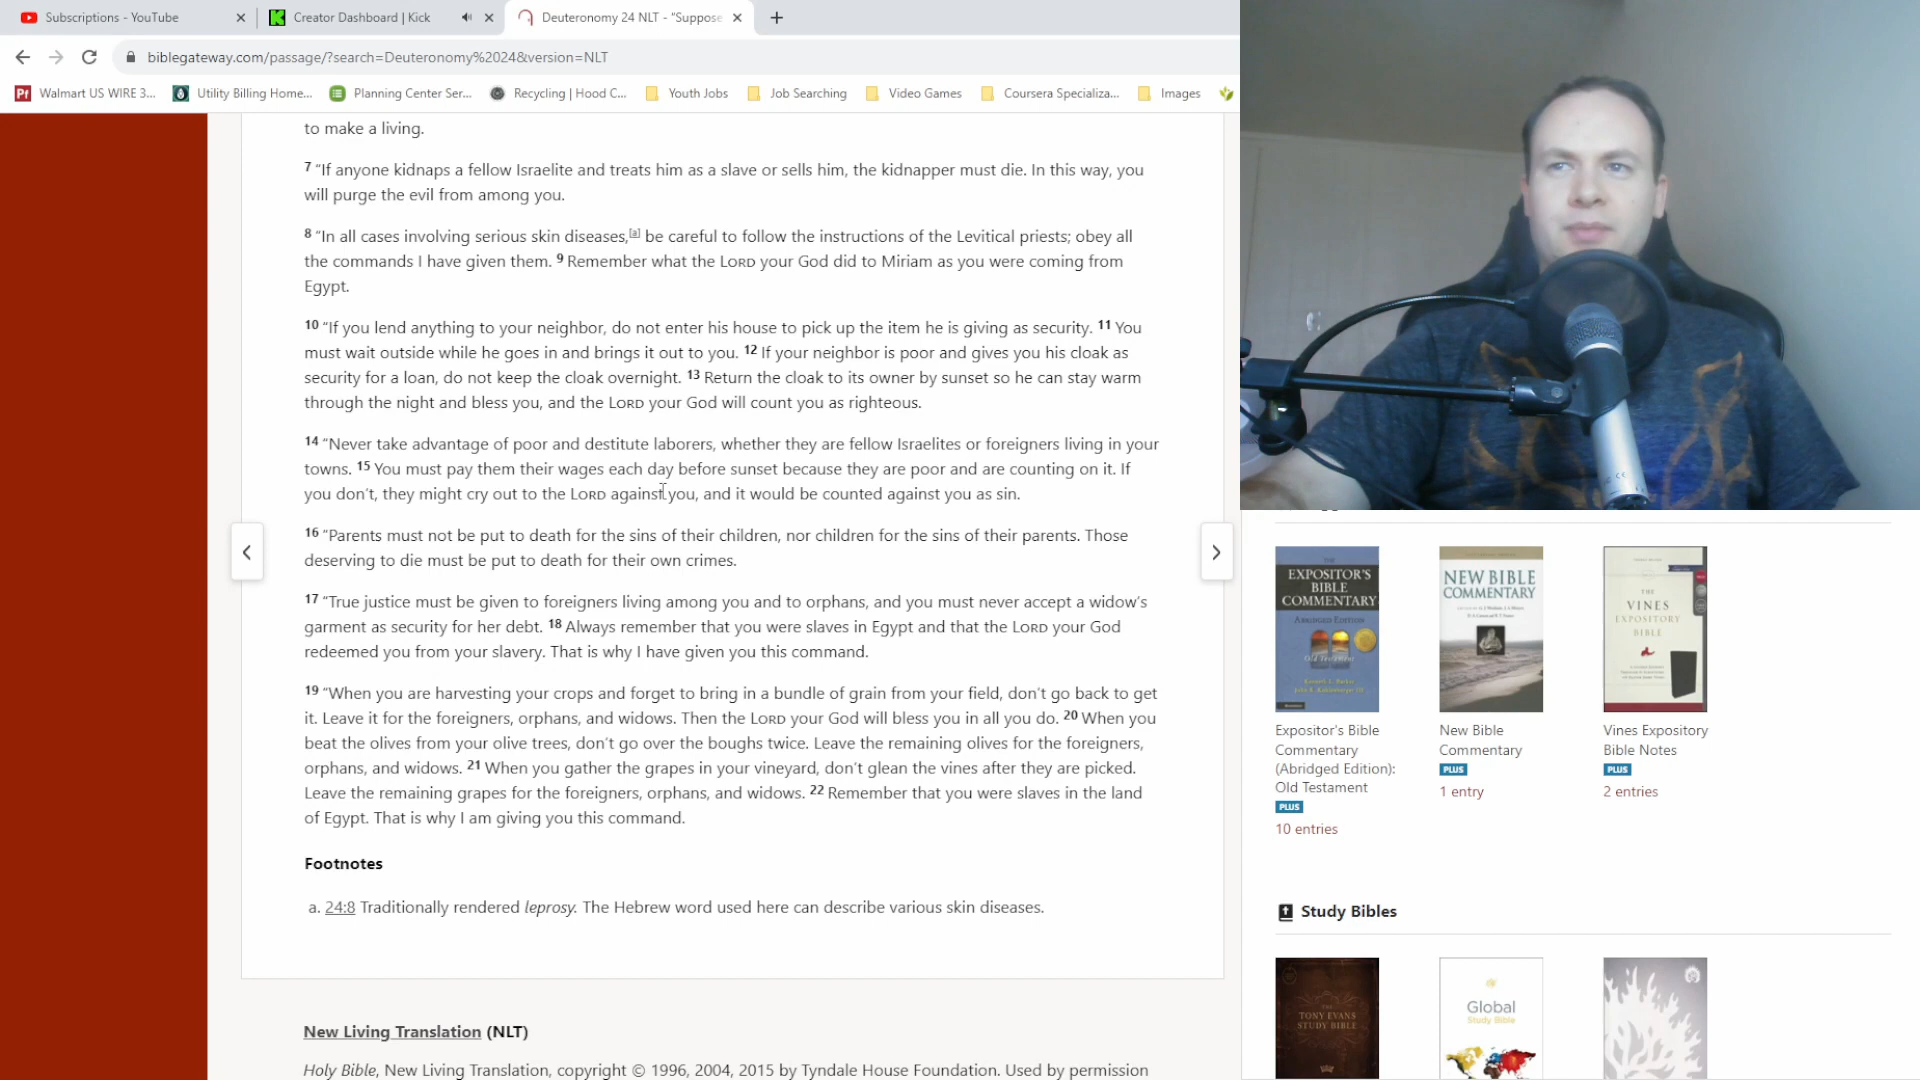 Subscriptions - YouTube
Creator Dashboard | Kick
Deuteronomy 24 NLT - "Suppose
biblegateway.com/passage/?search=Deuteronomy%2024&version=NLT
Walmart US WIRE 3...
Utility Billing Home...
Planning Center Ser...
Recycling | Hood C...
Youth Jobs
Job Searching
Video Games
Coursera Specializa...
Images
to make a living.
7 "If anyone kidnaps a fellow Israelite and treats him as a slave or sells him, the kidnapper must die. In this way, you
will purge the evil from among you.
8 "In all cases involving serious skin diseases,[a] be careful to follow the instructions of the Levitical priests; obey all
the commands I have given them. 9 Remember what the LORD your God did to Miriam as you were coming from
Egypt.
10 "If you lend anything to your neighbor, do not enter his house to pick up the item he is giving as security. 11 You
must wait outside while he goes in and brings it out to you. 12 If your neighbor is poor and gives you his cloak as
security for a loan, do not keep the cloak overnight. 13 Return the cloak to its owner by sunset so he can stay warm
through the night and bless you, and the LORD your God will count you as righteous.
14 "Never take advantage of poor and destitute laborers, whether they are fellow Israelites or foreigners living in your
towns. 15 You must pay them their wages each day before sunset because they are poor and are counting on it. If
you don't, they might cry out to the LORD against you, and it would be counted against you as sin.
16 "Parents must not be put to death for the sins of their children, nor children for the sins of their parents. Those
deserving to die must be put to death for their own crimes.
17 "True justice must be given to foreigners living among you and to orphans, and you must never accept a widow's
garment as security for her debt. 18 Always remember that you were slaves in Egypt and that the LORD your God
redeemed you from your slavery. That is why I have given you this command.
19 "When you are harvesting your crops and forget to bring in a bundle of grain from your field, don't go back to get
it. Leave it for the foreigners, orphans, and widows. Then the LORD your God will bless you in all you do. 20 When you
beat the olives from your olive trees, don't go over the boughs twice. Leave the remaining olives for the foreigners,
orphans, and widows. 21 When you gather the grapes in your vineyard, don't glean the vines after they are picked.
Leave the remaining grapes for the foreigners, orphans, and widows. 22 Remember that you were slaves in the land
of Egypt. That is why I am giving you this command.
Footnotes
a. 24:8 Traditionally rendered leprosy. The Hebrew word used here can describe various skin diseases.
New Living Translation (NLT)
Holy Bible, New Living Translation, copyright © 1996, 2004, 2015 by Tyndale House Foundation. Used by permission
THE
EXPOSITOR'S
BIBLE
COMMENTARY
ABRIDGED EDITION
Old Testament
NEW BIBLE
COMMENTARY
THE
VINES
EXPOSITORY
BIBLE
Expositor's Bible
Commentary
(Abridged Edition):
Old Testament
PLUS
10 entries
New Bible
Commentary
PLUS
1 entry
Vines Expository
Bible Notes
PLUS
2 entries
Study Bibles
THE
TONY EVANS
STUDY BIBLE
Global
Study Bible